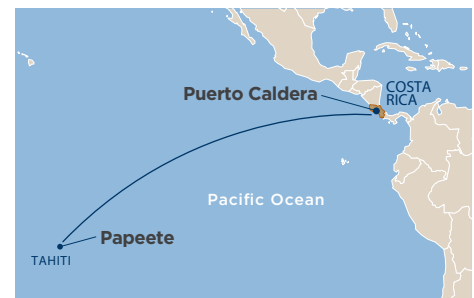 COSTA
RICA
Puerto Caldera
Pacific Ocean
Papeete
TAHITI